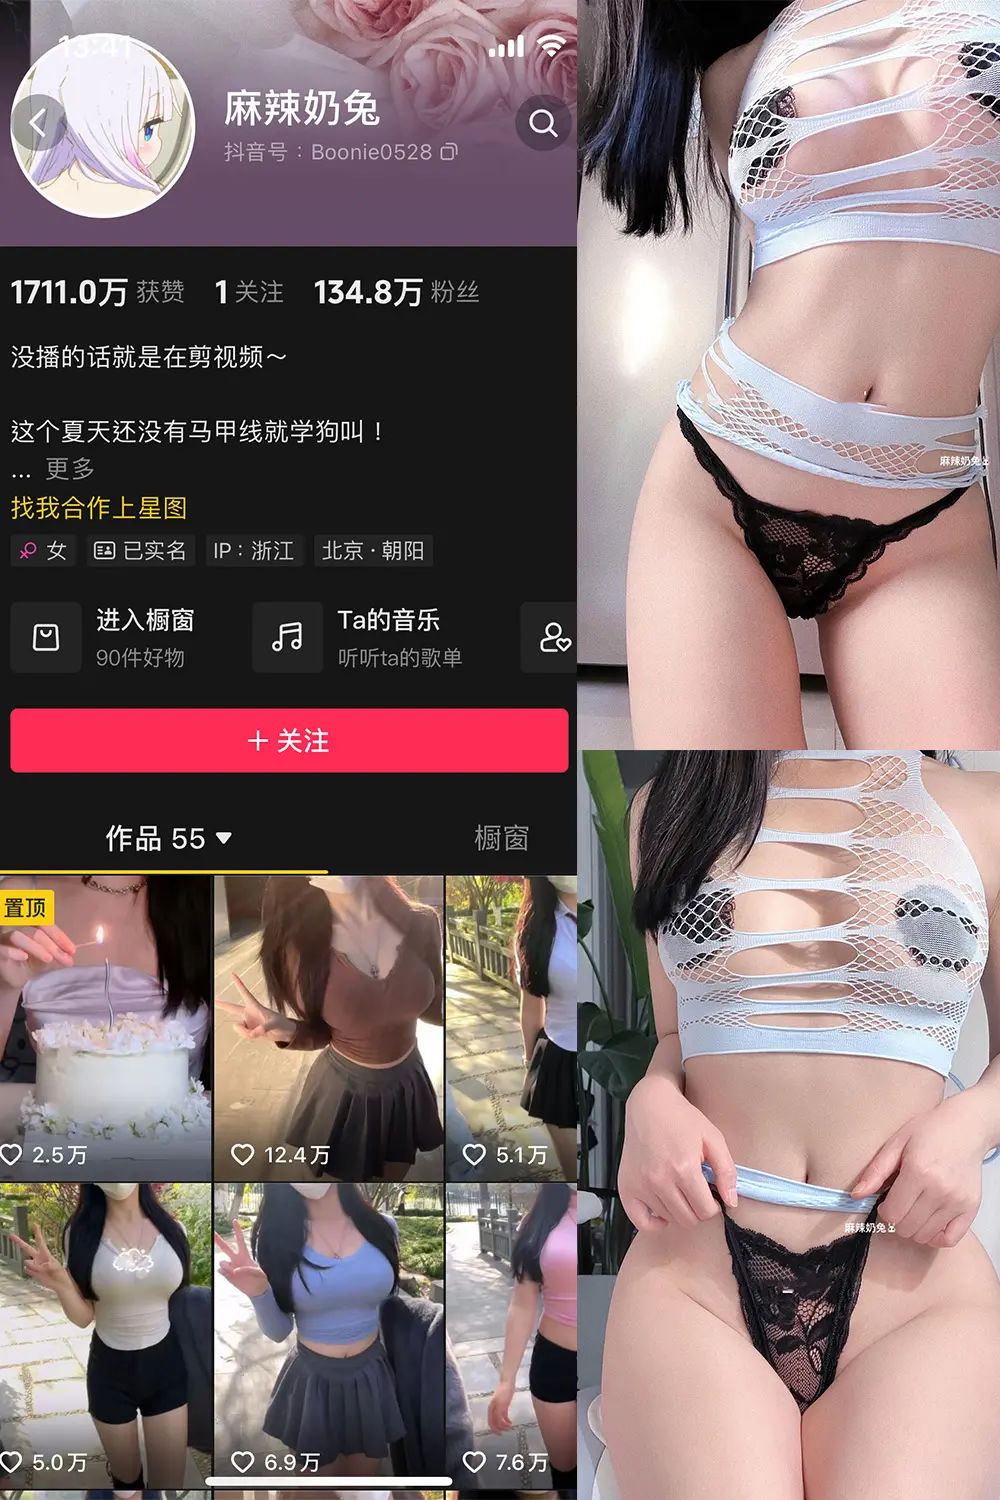 13:41
麻辣奶兔
抖音号：Boonie0528
1711.0万 获赞 1 关注 134.8万 粉丝
没播的话就是在剪视频～
这个夏天还没有马甲线就学狗叫！
... 更多
找我合作上星图
女 已实名 IP：浙江 北京·朝阳
进入橱窗
90件好物
Ta的音乐
听听ta的歌单
＋ 关注
作品 55 橱窗
置顶
2.5万 12.4万 5.1万
5.0万 6.9万 7.6万
麻辣奶兔
麻辣奶兔